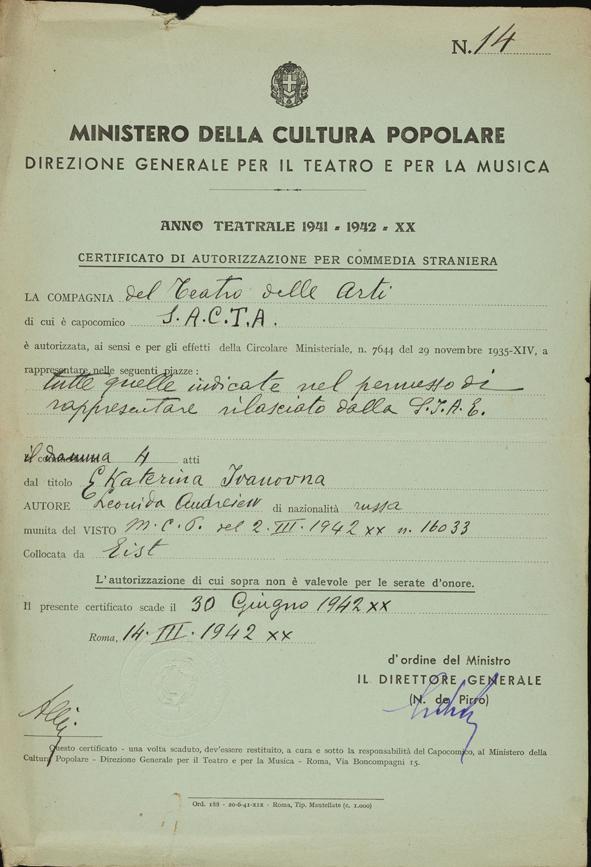 N. 14
MINISTERO DELLA CULTURA POPOLARE
DIREZIONE GENERALE PER IL TEATRO E PER LA MUSICA
ANNO TEATRALE 1941 - 1942 - XX
CERTIFICATO DI AUTORIZZAZIONE PER COMMEDIA STRANIERA
LA COMPAGNIA del Teatro delle Arti
di cui è capocomico S.A.C.T.A.
è autorizzata, ai sensi e per gli effetti della Circolare Ministeriale, n. 7644 del 29 novembre 1935-XIV, a
rappresentare nelle seguenti piazze:
tutte quelle indicate nel permesso di
rappresentare rilasciato dalla S.I.A.E.
il damma 4 atti
dal titolo Ekaterina Ivanovna
AUTORE Leonida Andreiew di nazionalità russa
munita del VISTO M.C.P. del 2.III.1942 XX n. 16033
Collocata da Eist
L'autorizzazione di cui sopra non è valevole per le serate d'onore.
Il presente certificato scade il 30 Giugno 1942 XX
Roma, 14.III.1942 XX
d'ordine del Ministro
IL DIRETTORE GENERALE
(N. de Pirro)
Questo certificato - una volta scaduto, dev'essere restituito, a cura e sotto la responsabilità del Capocomico, al Ministero della
Cultura Popolare - Direzione Generale per il Teatro e per la Musica - Roma, Via Boncompagni 15.
Ord. 188 - 20-6-41-XIX - Roma, Tip. Mantellate (c. 1.000)